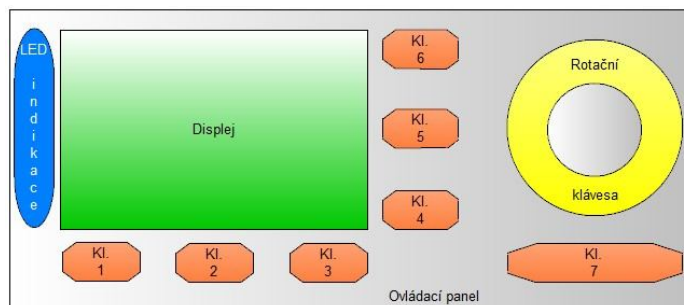 LED
indikace
Displej
Kl.
6
Kl.
5
Kl.
4
Rotační
klávesa
Kl.
1
Kl.
2
Kl.
3
Kl.
7
Ovládací panel